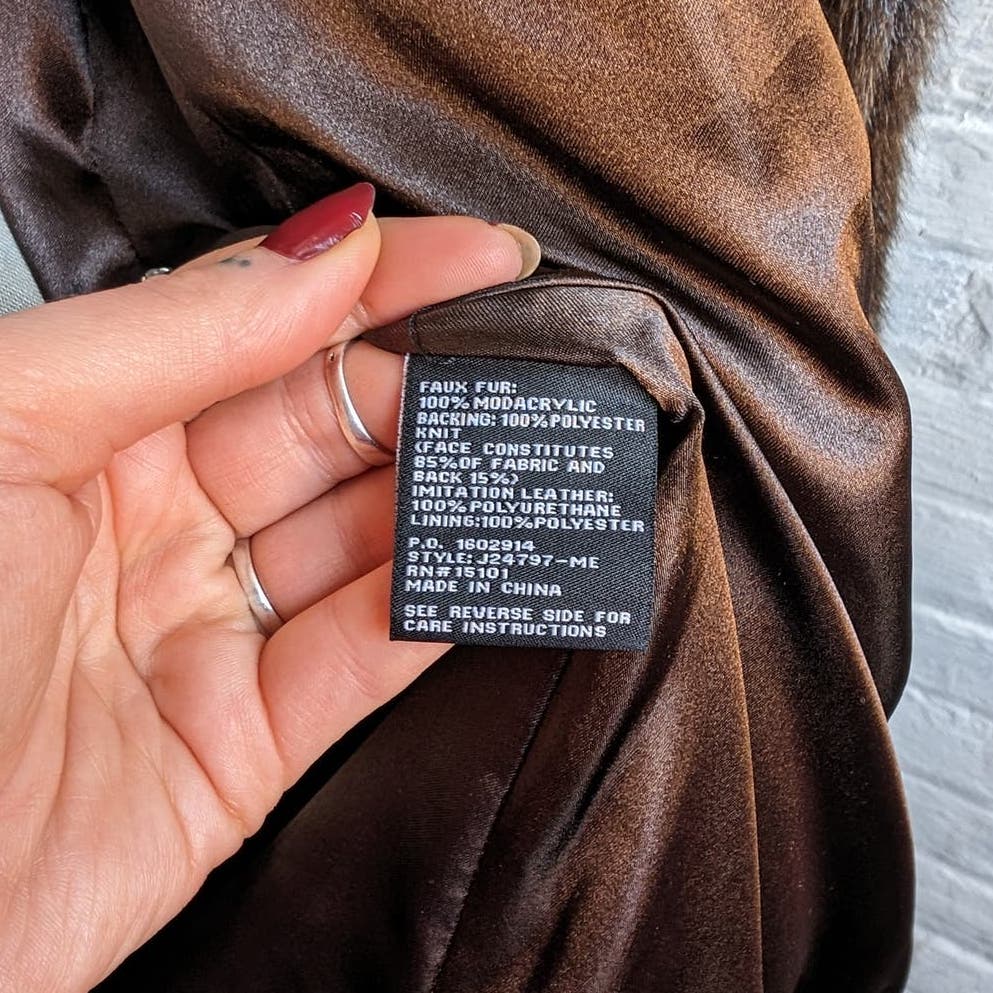 FAUX FUR:
100% MODACRYLIC
BACKING: 100% POLYESTER
KNIT
(FACE CONSTITUTES
85% OF FABRIC AND
BACK 15%)
IMITATION LEATHER:
100% POLYURETHANE
LINING:100%POLYESTER
P.O. 1602914
STYLE: J24797-ME
RN#15101
MADE IN CHINA
SEE REVERSE SIDE FOR
CARE INSTRUCTIONS